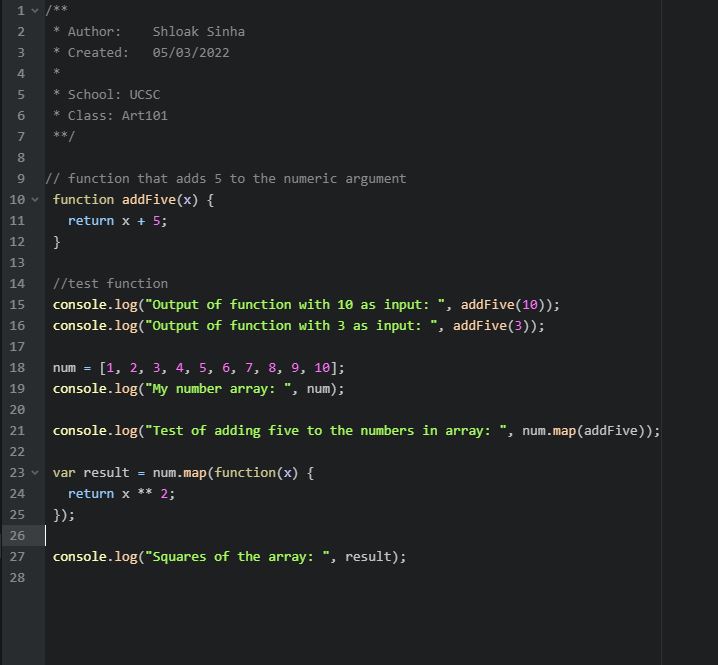 1 /**
2  * Author:    Shloak Sinha
3  * Created:   05/03/2022
4  *
5  * School: UCSC
6  * Class: Art101
7  **/
8
9 // function that adds 5 to the numeric argument
10 function addFive(x) {
11   return x + 5;
12 }
13
14 //test function
15 console.log("Output of function with 10 as input: ", addFive(10));
16 console.log("Output of function with 3 as input: ", addFive(3));
17
18 num = [1, 2, 3, 4, 5, 6, 7, 8, 9, 10];
19 console.log("My number array: ", num);
20
21 console.log("Test of adding five to the numbers in array: ", num.map(addFive));
22
23 var result = num.map(function(x) {
24   return x ** 2;
25 });
26
27 console.log("Squares of the array: ", result);
28